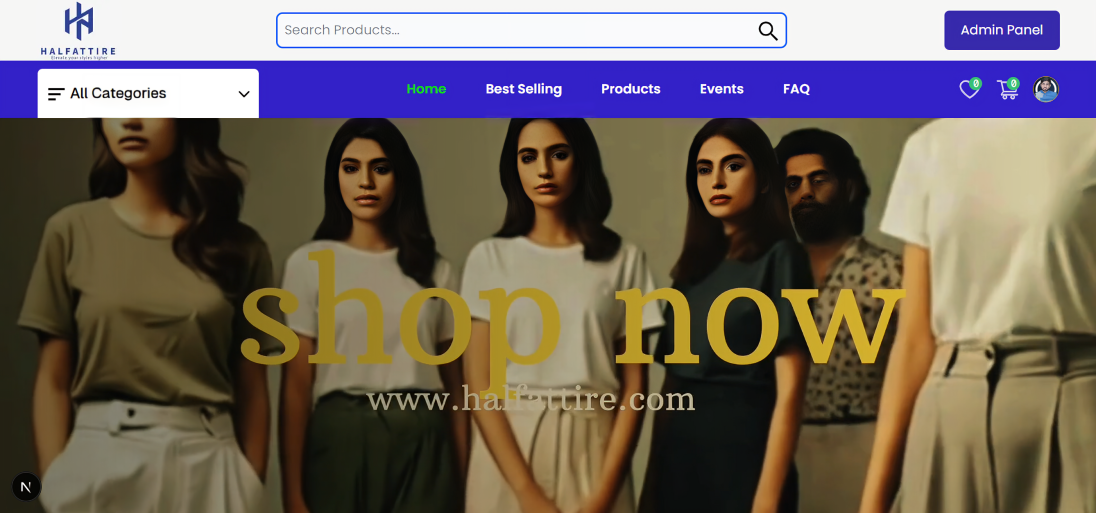 HALFATTIRE
Elevate your styles higher
Search Products...
Admin Panel
All Categories
Home
Best Selling
Products
Events
FAQ
0
0
shop now
www.halfattire.com
N